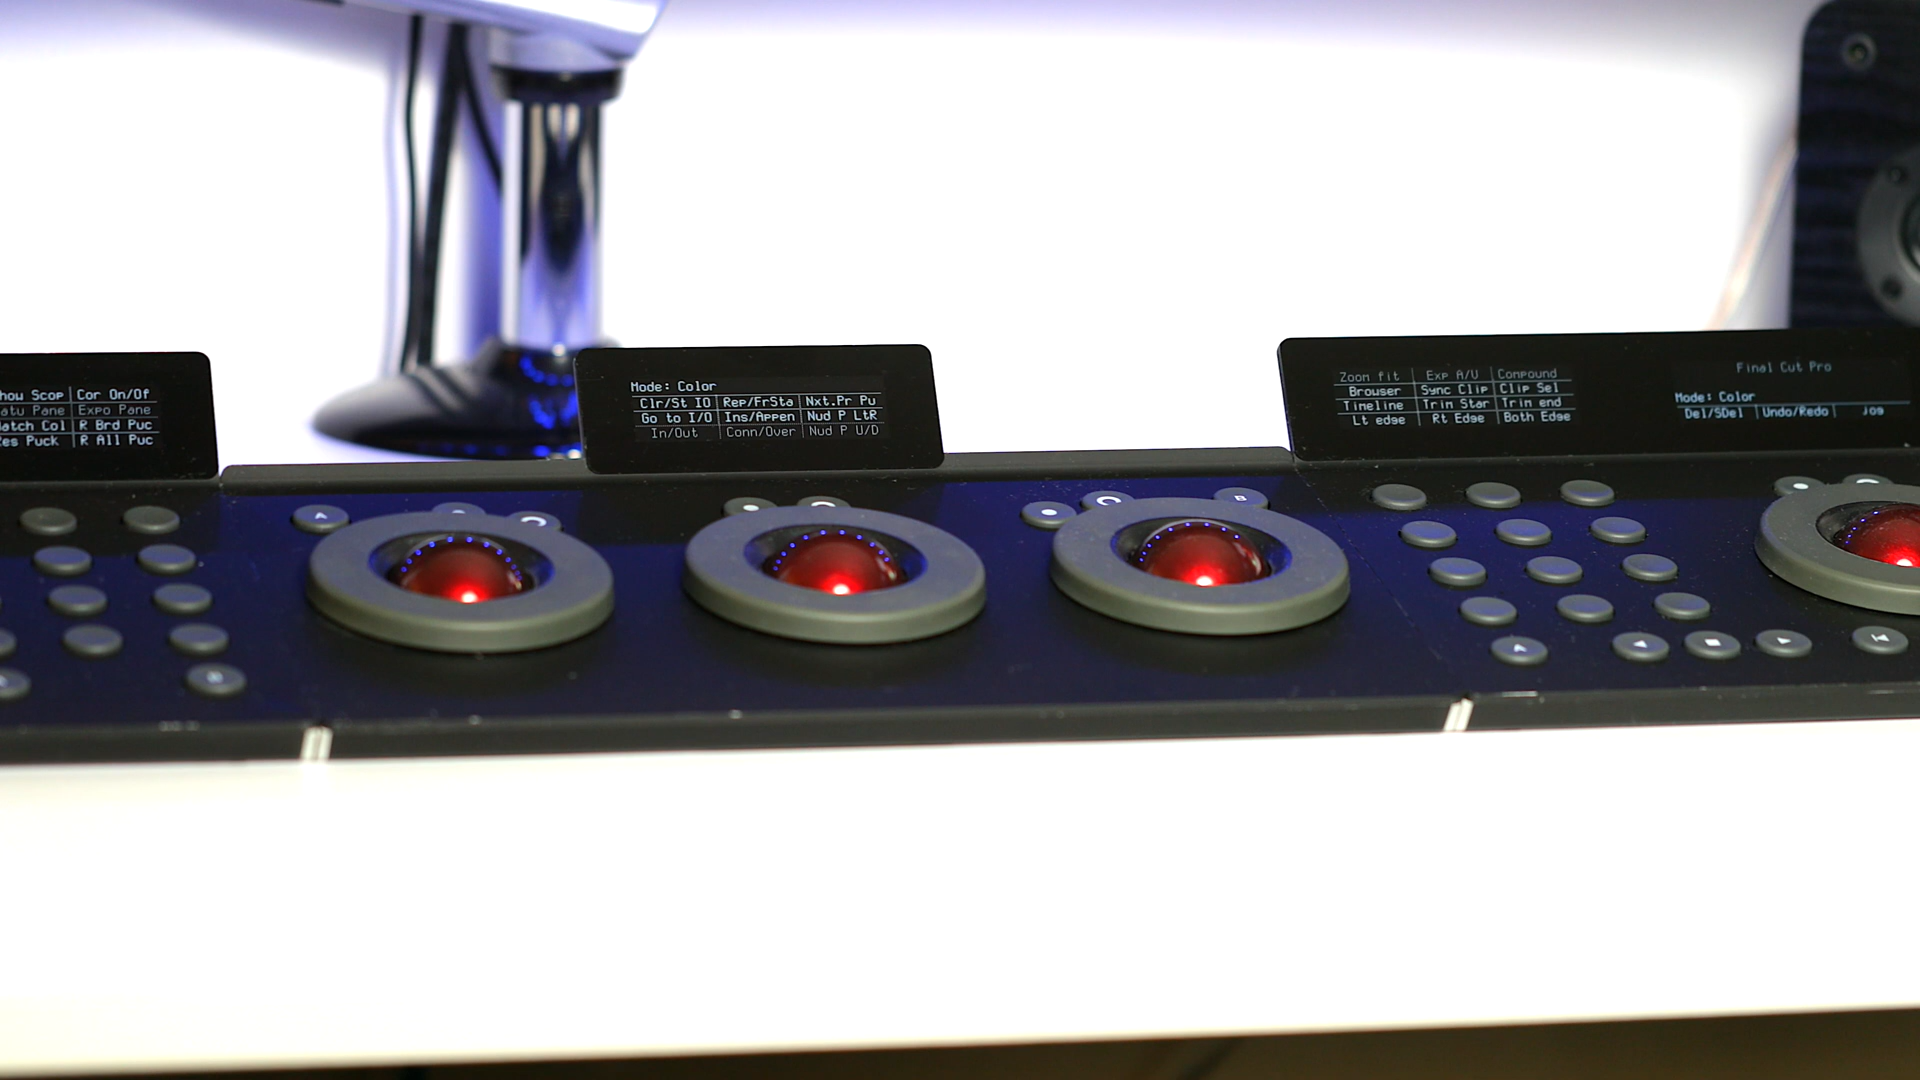 how Scop | Cor On/Of
atu Pane | Expo Pane
atch Col | R Brd Puc
es Puck | R All Puc
Mode: Color
Clr/St IO | Rep/FrSta | Nxt.Pr Pu
Go to I/O | Ins/Appen | Nud P LtR
In/Out | Conn/Over | Nud P U/D
Zoom fit | Exp A/V | Compound
Browser | Sync Clip | Clip Sel
Timeline | Trim Star | Trim end
Lt edge | Rt Edge | Both Edge
Final Cut Pro
Mode: Color
Del/SDel | Undo/Redo | Jog
A
B
A